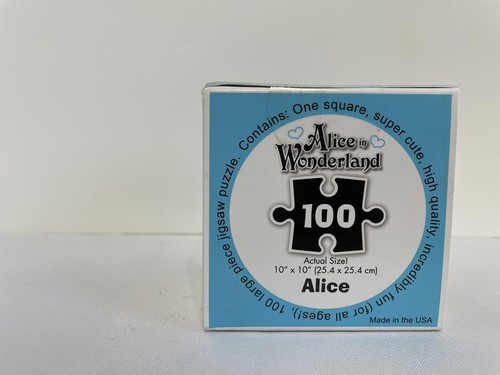 Contains: One square, super cute, high quality, incredibly fun (for all ages!), 100 large piece jigsaw puzzle.
Alice in
Wonderland
100
Actual Size!
10" x 10" (25.4 x 25.4 cm)
Alice
Made in the USA